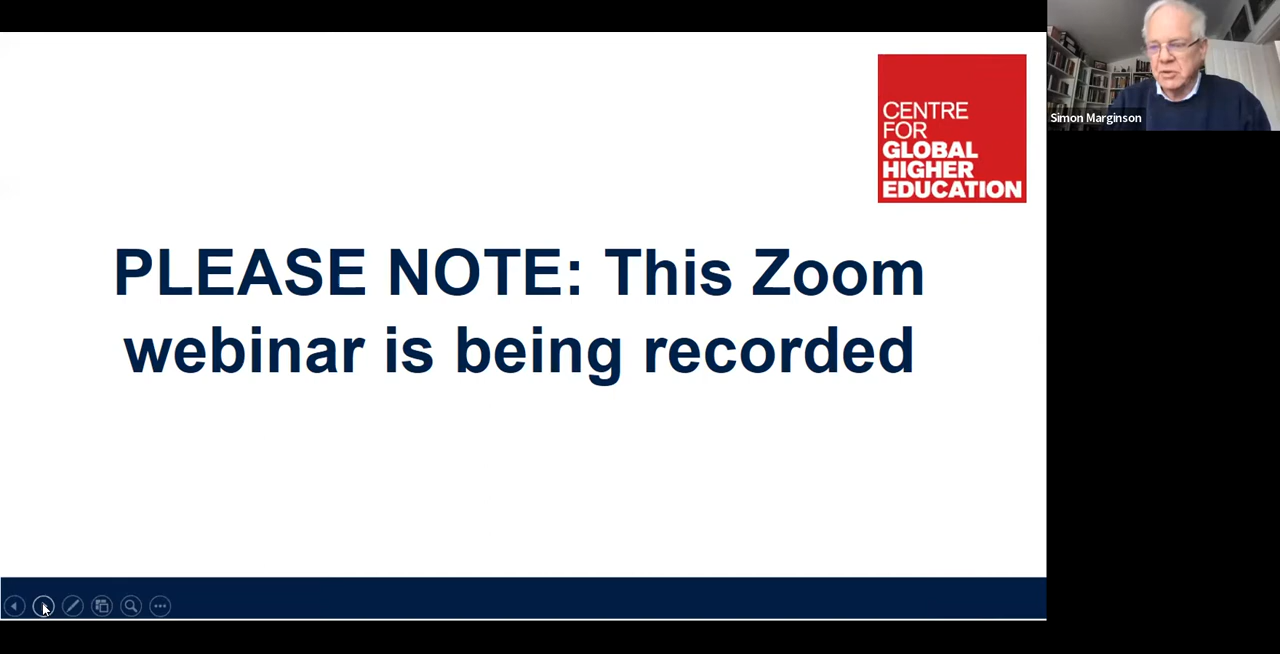 CENTRE
FOR
GLOBAL
HIGHER
EDUCATION
Simon Marginson
PLEASE NOTE: This Zoom
webinar is being recorded